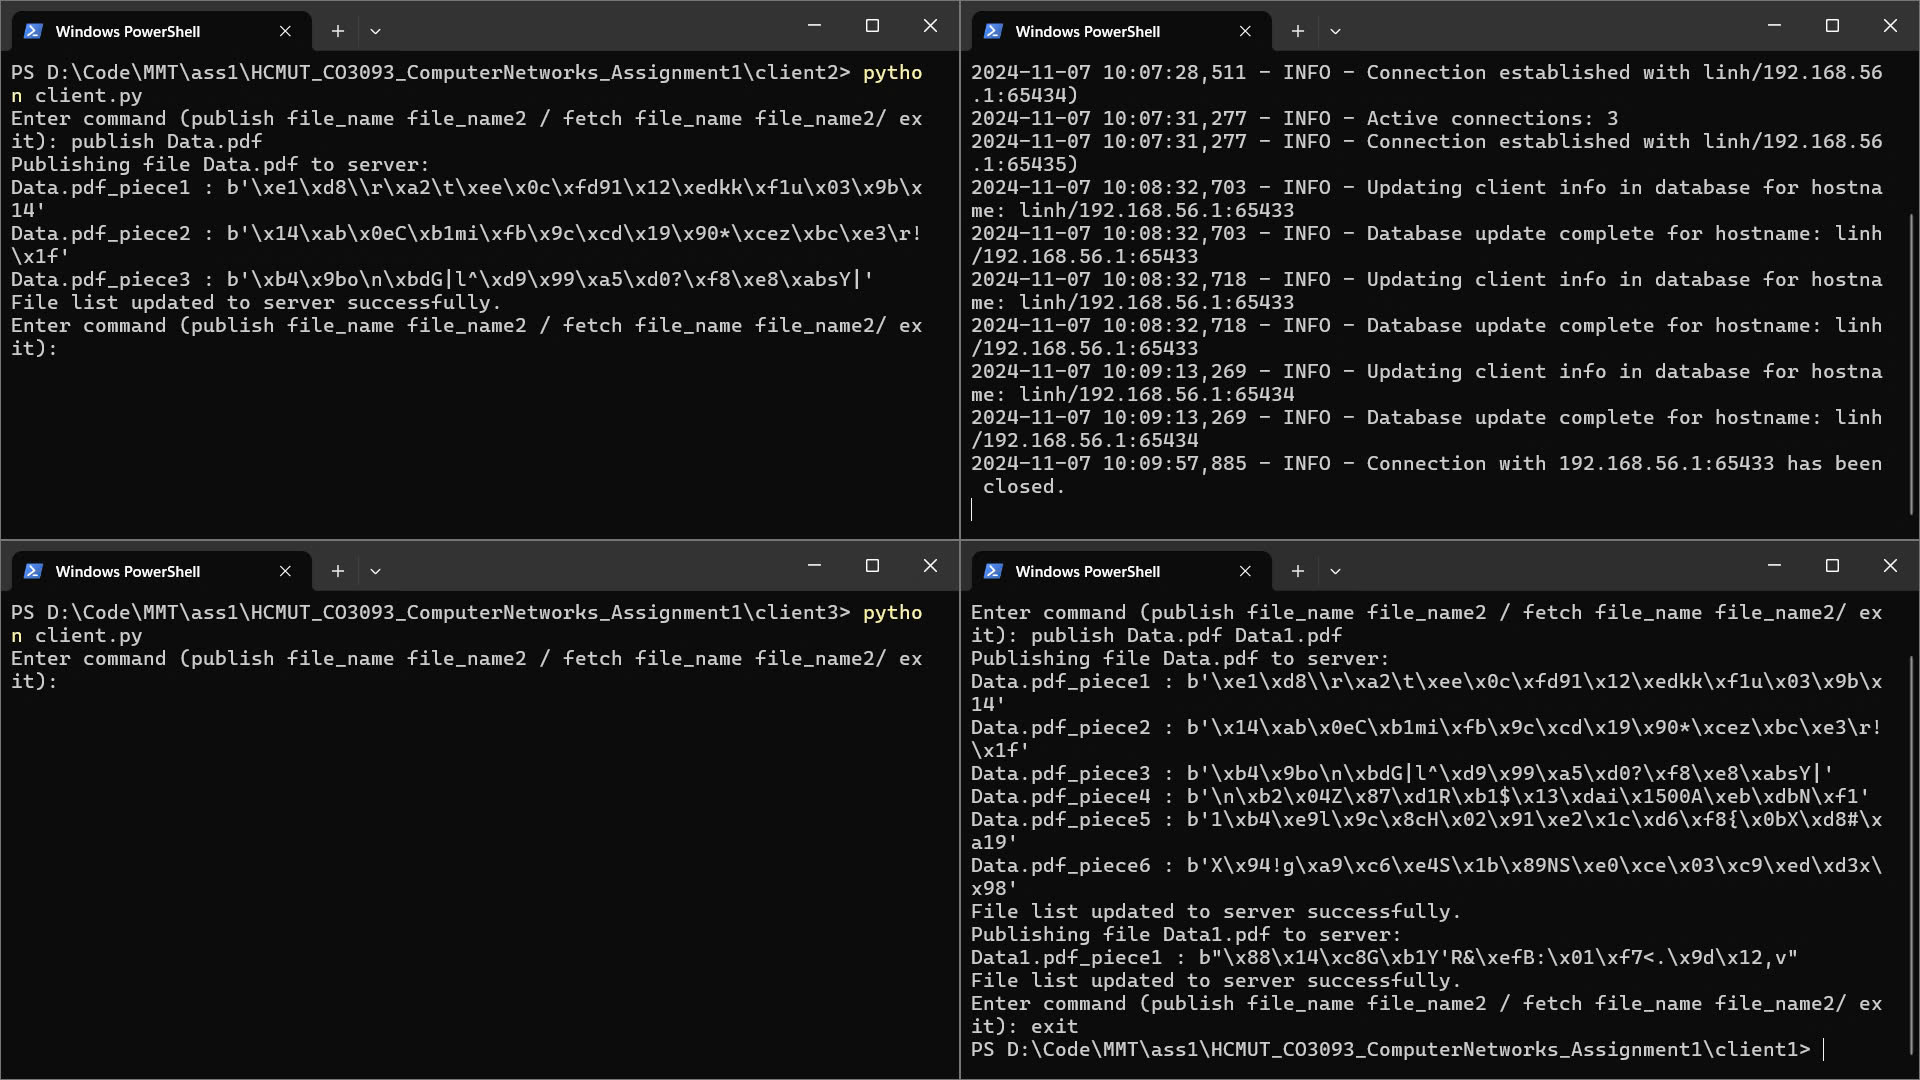 Windows PowerShell
PS D:\Code\MMT\ass1\HCMUT_CO3093_ComputerNetworks_Assignment1\client2> pytho
n client.py
Enter command (publish file_name file_name2 / fetch file_name file_name2/ ex
it): publish Data.pdf
Publishing file Data.pdf to server:
Data.pdf_piece1 : b'\xe1\xd8\\r\xa2\t\xee\x0c\xfd91\x12\xedkk\xf1u\x03\x9b\x
14'
Data.pdf_piece2 : b'\x14\xab\x0eC\xb1mi\xfb\x9c\xcd\x19\x90*\xcez\xbc\xe3\r!
\x1f'
Data.pdf_piece3 : b'\xb4\x9bo\n\xbdG|l^\xd9\x99\xa5\xd0?\xf8\xe8\xabsY|'
File list updated to server successfully.
Enter command (publish file_name file_name2 / fetch file_name file_name2/ ex
it):
Windows PowerShell
2024-11-07 10:07:28,511 - INFO - Connection established with linh/192.168.56
.1:65434)
2024-11-07 10:07:31,277 - INFO - Active connections: 3
2024-11-07 10:07:31,277 - INFO - Connection established with linh/192.168.56
.1:65435)
2024-11-07 10:08:32,703 - INFO - Updating client info in database for hostna
me: linh/192.168.56.1:65433
2024-11-07 10:08:32,703 - INFO - Database update complete for hostname: linh
/192.168.56.1:65433
2024-11-07 10:08:32,718 - INFO - Updating client info in database for hostna
me: linh/192.168.56.1:65433
2024-11-07 10:08:32,718 - INFO - Database update complete for hostname: linh
/192.168.56.1:65433
2024-11-07 10:09:13,269 - INFO - Updating client info in database for hostna
me: linh/192.168.56.1:65434
2024-11-07 10:09:13,269 - INFO - Database update complete for hostname: linh
/192.168.56.1:65434
2024-11-07 10:09:57,885 - INFO - Connection with 192.168.56.1:65433 has been
 closed.
Windows PowerShell
PS D:\Code\MMT\ass1\HCMUT_CO3093_ComputerNetworks_Assignment1\client3> pytho
n client.py
Enter command (publish file_name file_name2 / fetch file_name file_name2/ ex
it):
Windows PowerShell
Enter command (publish file_name file_name2 / fetch file_name file_name2/ ex
it): publish Data.pdf Data1.pdf
Publishing file Data.pdf to server:
Data.pdf_piece1 : b'\xe1\xd8\\r\xa2\t\xee\x0c\xfd91\x12\xedkk\xf1u\x03\x9b\x
14'
Data.pdf_piece2 : b'\x14\xab\x0eC\xb1mi\xfb\x9c\xcd\x19\x90*\xcez\xbc\xe3\r!
\x1f'
Data.pdf_piece3 : b'\xb4\x9bo\n\xbdG|l^\xd9\x99\xa5\xd0?\xf8\xe8\xabsY|'
Data.pdf_piece4 : b'\n\xb2\x04Z\x87\xd1R\xb1$\x13\xdai\x1500A\xeb\xdbN\xf1'
Data.pdf_piece5 : b'1\xb4\xe9l\x9c\x8cH\x02\x91\xe2\x1c\xd6\xf8{\x0bX\xd8#\x
a19'
Data.pdf_piece6 : b'X\x94!g\xa9\xc6\xe4S\x1b\x89NS\xe0\xce\x03\xc9\xed\xd3x\
x98'
File list updated to server successfully.
Publishing file Data1.pdf to server:
Data1.pdf_piece1 : b"\x88\x14\xc8G\xb1Y'R&\xefB:\x01\xf7<.\x9d\x12,v"
File list updated to server successfully.
Enter command (publish file_name file_name2 / fetch file_name file_name2/ ex
it): exit
PS D:\Code\MMT\ass1\HCMUT_CO3093_ComputerNetworks_Assignment1\client1>